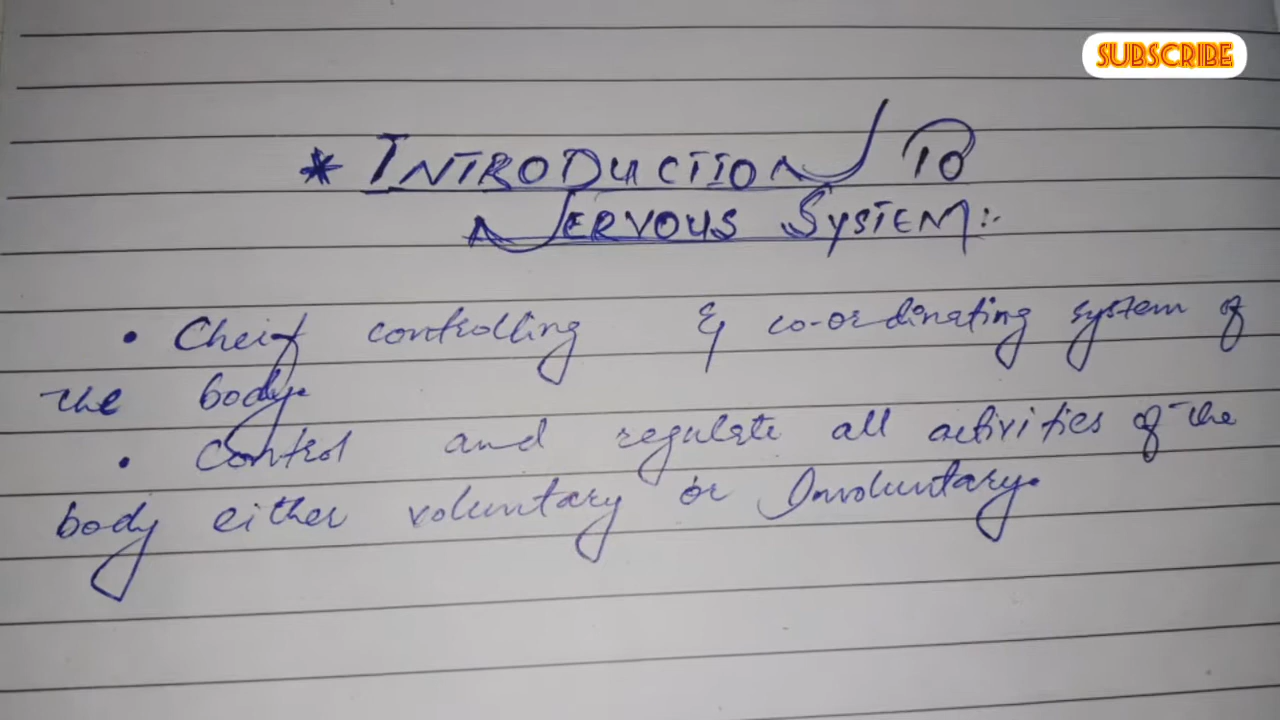 SUBSCRIBE
* INTRODUCTION TO
NERVOUS SYSTEM:-
• Cheif controlling & co-ordinating system of
the body.
• Control and regulate all activities of the
body either voluntary or Involuntary.